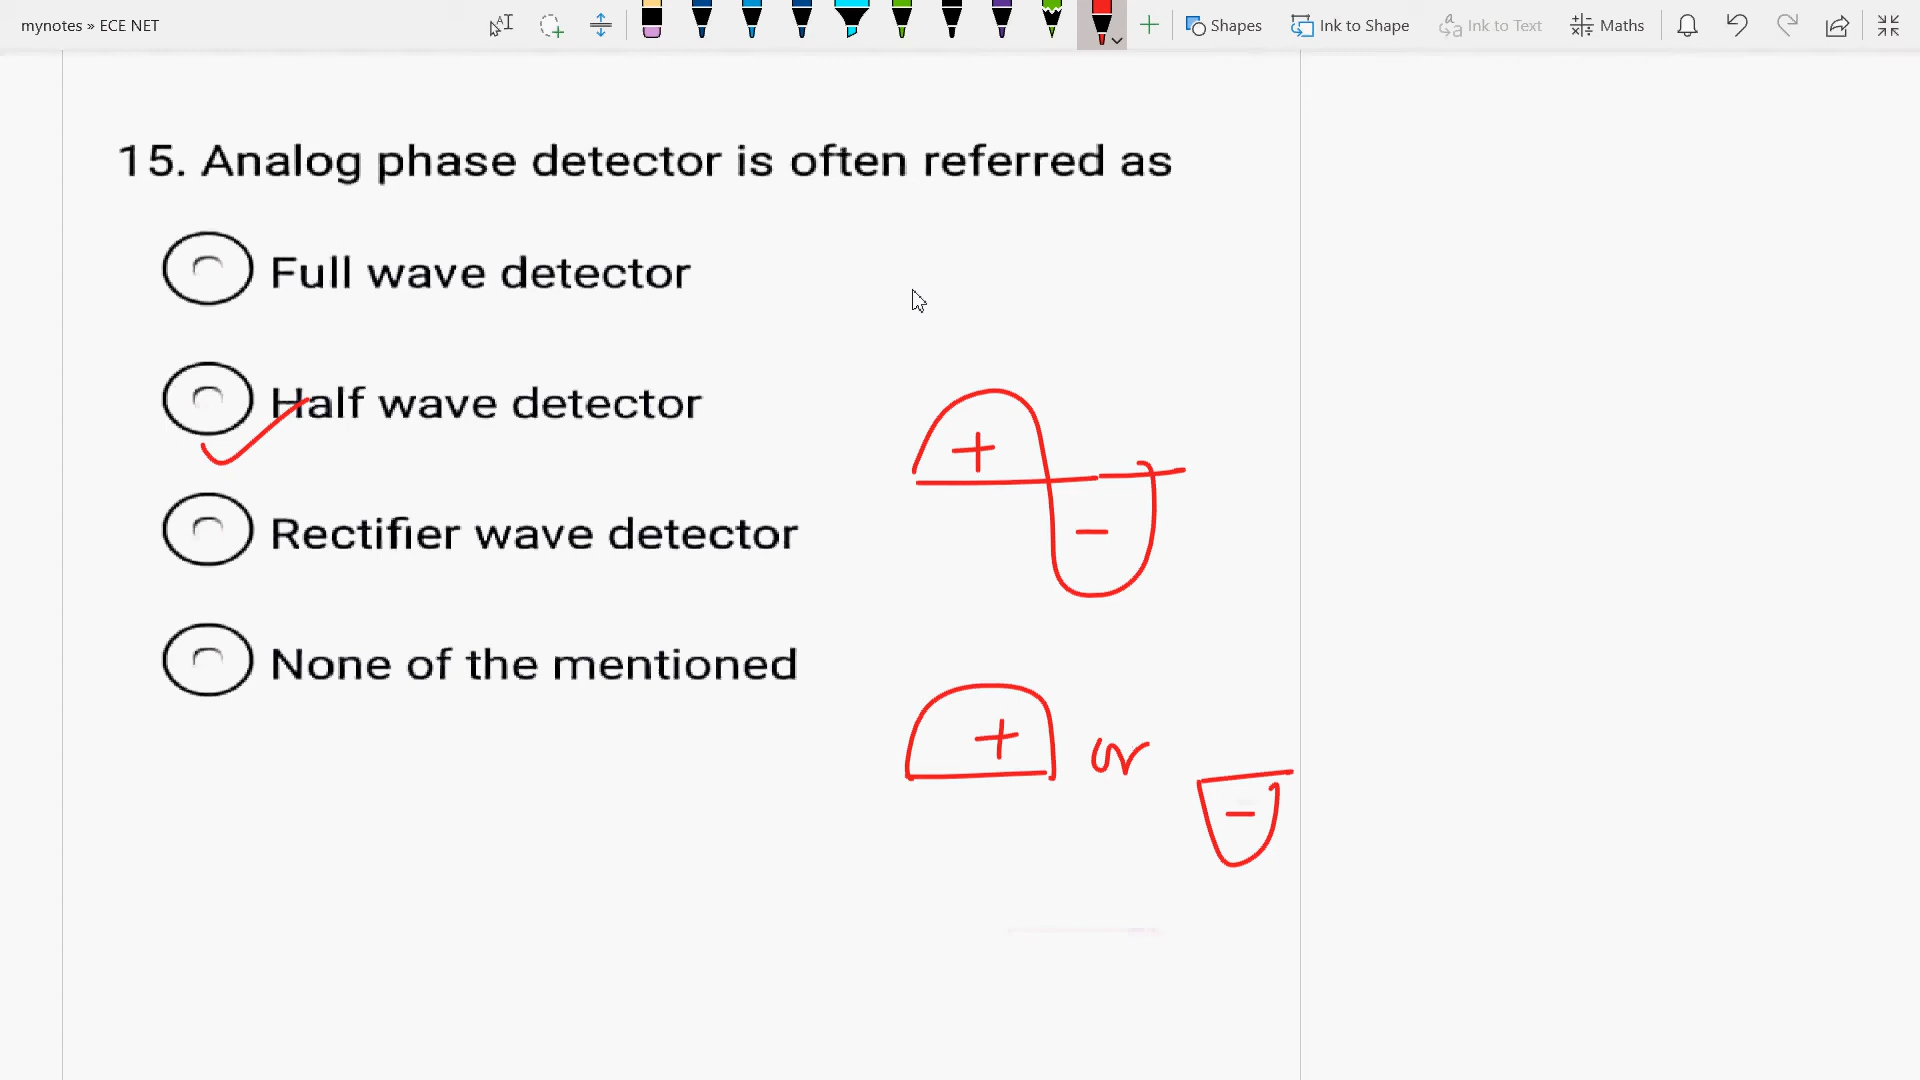 mynotes » ECE NET
Shapes
Ink to Shape
Ink to Text
Maths
15. Analog phase detector is often referred as
Full wave detector
Half wave detector
Rectifier wave detector
None of the mentioned
+
−
+ or −